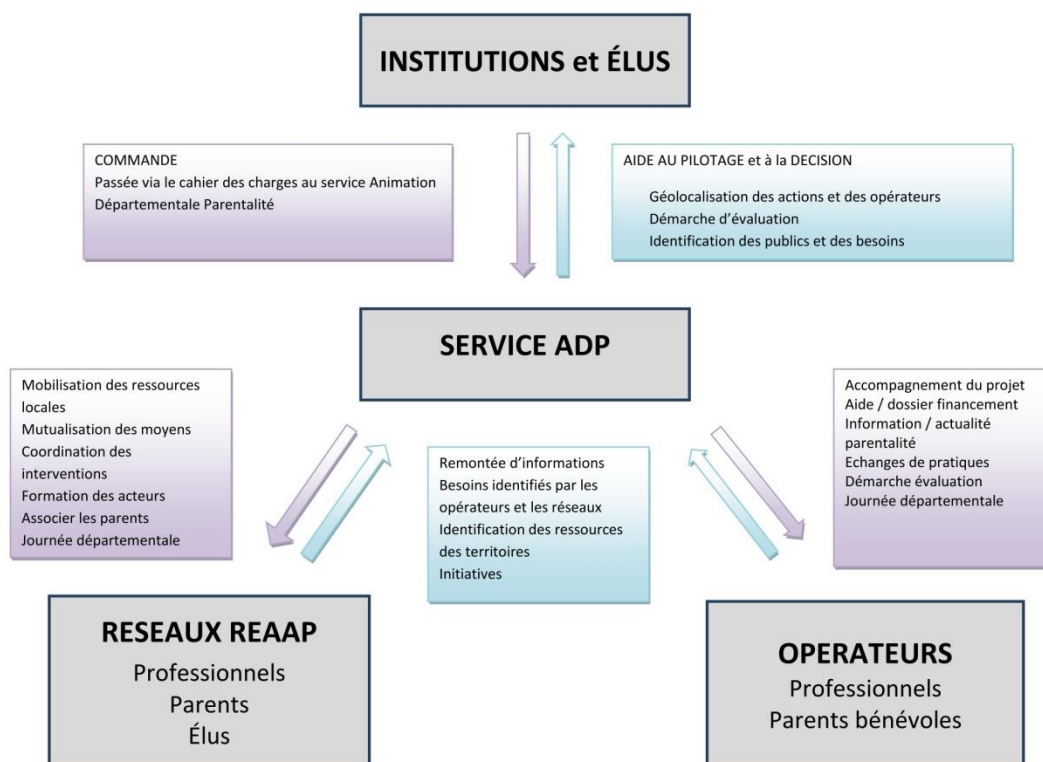 INSTITUTIONS et ÉLUS
COMMANDE
Passée via le cahier des charges au service Animation
Départementale Parentalité
AIDE AU PILOTAGE et à la DECISION
Géolocalisation des actions et des opérateurs
Démarche d’évaluation
Identification des publics et des besoins
SERVICE ADP
Mobilisation des ressources
locales
Mutualisation des moyens
Coordination des
interventions
Formation des acteurs
Associer les parents
Journée départementale
Remontée d’informations
Besoins identifiés par les
opérateurs et les réseaux
Identification des ressources
des territoires
Initiatives
Accompagnement du projet
Aide / dossier financement
Information / actualité
parentalité
Echanges de pratiques
Démarche évaluation
Journée départementale
RESEAUX REAAP
Professionnels
Parents
Élus
OPERATEURS
Professionnels
Parents bénévoles